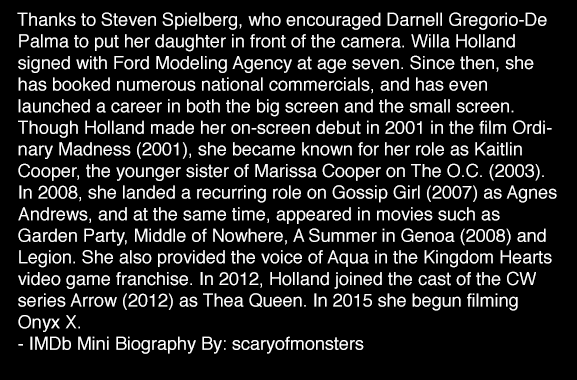 Thanks to Steven Spielberg, who encouraged Darnell Gregorio-De
Palma to put her daughter in front of the camera. Willa Holland
signed with Ford Modeling Agency at age seven. Since then, she
has booked numerous national commercials, and has even
launched a career in both the big screen and the small screen.
Though Holland made her on-screen debut in 2001 in the film Ordi-
nary Madness (2001), she became known for her role as Kaitlin
Cooper, the younger sister of Marissa Cooper on The O.C. (2003).
In 2008, she landed a recurring role on Gossip Girl (2007) as Agnes
Andrews, and at the same time, appeared in movies such as
Garden Party, Middle of Nowhere, A Summer in Genoa (2008) and
Legion. She also provided the voice of Aqua in the Kingdom Hearts
video game franchise. In 2012, Holland joined the cast of the CW
series Arrow (2012) as Thea Queen. In 2015 she begun filming
Onyx X.
- IMDb Mini Biography By: scaryofmonsters